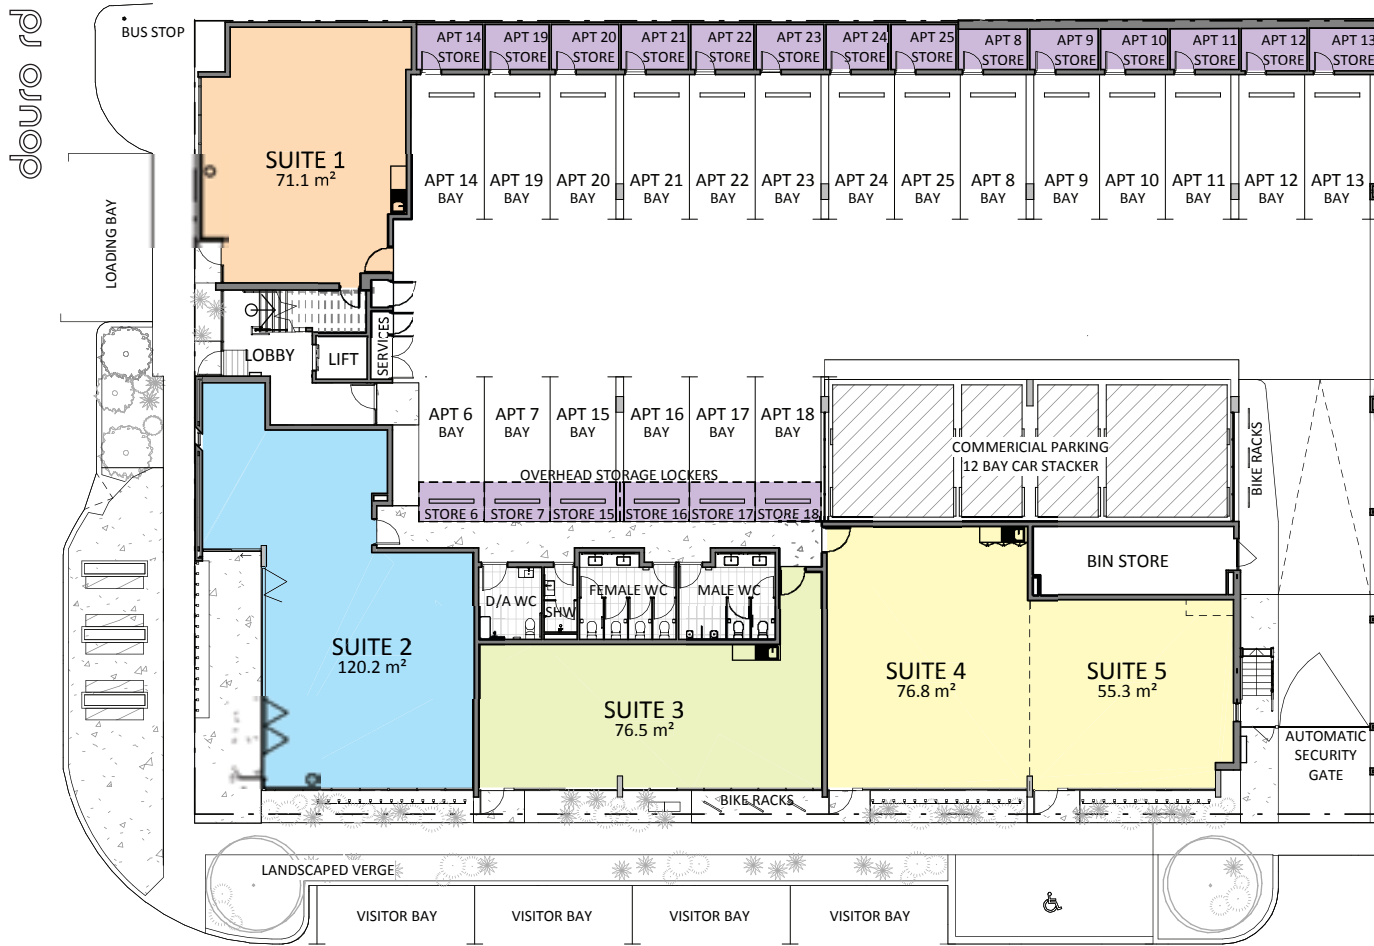 douro rd
BUS STOP
APT 14 STORE
APT 19 STORE
APT 20 STORE
APT 21 STORE
APT 22 STORE
APT 23 STORE
APT 24 STORE
APT 25 STORE
APT 8 STORE
APT 9 STORE
APT 10 STORE
APT 11 STORE
APT 12 STORE
APT 13 STORE
SUITE 1
71.1 m²
APT 14 BAY
APT 19 BAY
APT 20 BAY
APT 21 BAY
APT 22 BAY
APT 23 BAY
APT 24 BAY
APT 25 BAY
APT 8 BAY
APT 9 BAY
APT 10 BAY
APT 11 BAY
APT 12 BAY
APT 13 BAY
LOADING BAY
LOBBY
LIFT
SERVICES
APT 6 BAY
APT 7 BAY
APT 15 BAY
APT 16 BAY
APT 17 BAY
APT 18 BAY
COMMERICIAL PARKING
12 BAY CAR STACKER
BIKE RACKS
OVERHEAD STORAGE LOCKERS
STORE 6
STORE 7
STORE 15
STORE 16
STORE 17
STORE 18
BIN STORE
D/A WC
SHW
FEMALE WC
MALE WC
SUITE 2
120.2 m²
SUITE 3
76.5 m²
SUITE 4
76.8 m²
SUITE 5
55.3 m²
AUTOMATIC
SECURITY
GATE
BIKE RACKS
LANDSCAPED VERGE
VISITOR BAY
VISITOR BAY
VISITOR BAY
VISITOR BAY